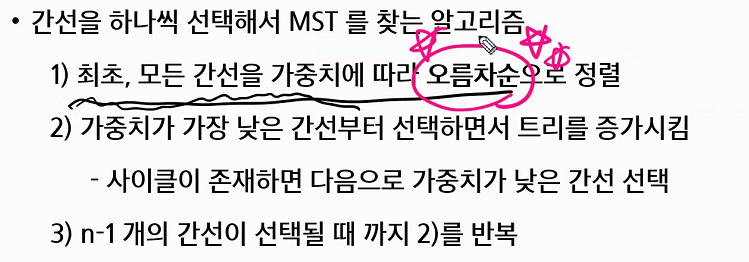 • 간선을 하나씩 선택해서 MST 를 찾는 알고리즘
1) 최초, 모든 간선을 가중치에 따라 오름차순으로 정렬
2) 가중치가 가장 낮은 간선부터 선택하면서 트리를 증가시킴
- 사이클이 존재하면 다음으로 가중치가 낮은 간선 선택
3) n-1 개의 간선이 선택될 때 까지 2)를 반복